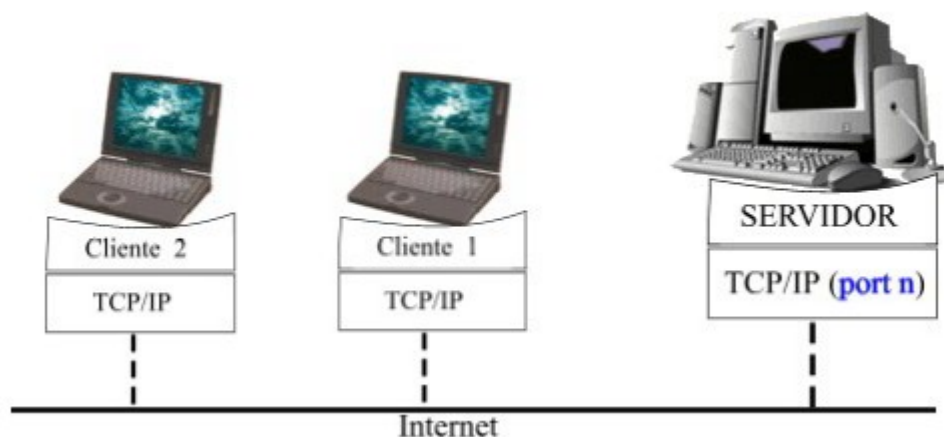 Cliente 2
TCP/IP
Cliente 1
TCP/IP
SERVIDOR
TCP/IP (port n)
Internet